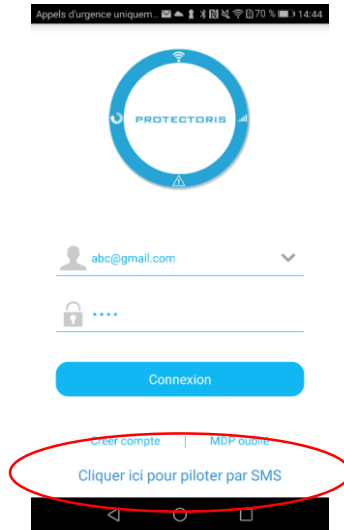 Appels d'urgence uniquem... 70 % 14:44
PROTECTORIS
abc@gmail.com
Connexion
Créer compte | MDP oublié
Cliquer ici pour piloter par SMS